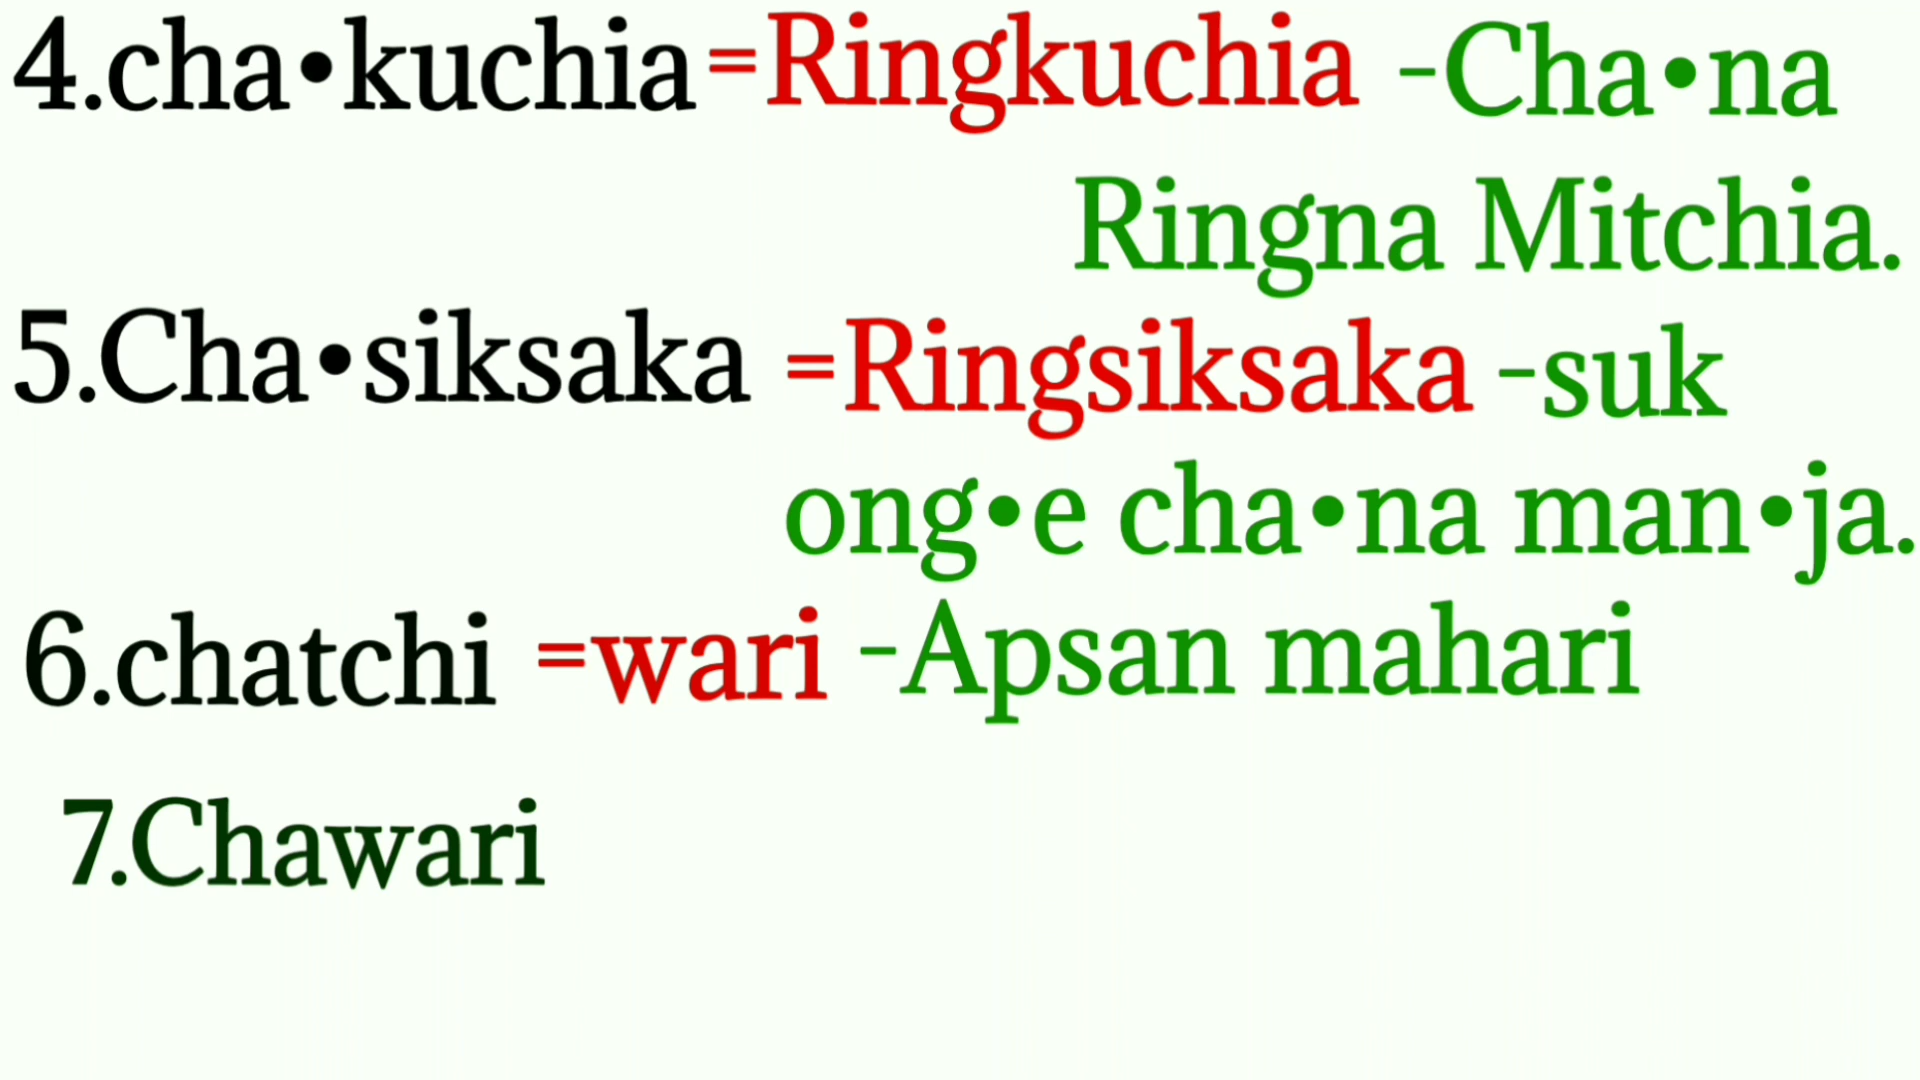 4.cha•kuchia =Ringkuchia -Cha•na
Ringna Mitchia.
5.Cha•siksaka =Ringsiksaka -suk
ong•e cha•na man•ja.
6.chatchi =wari -Apsan mahari
7.Chawari